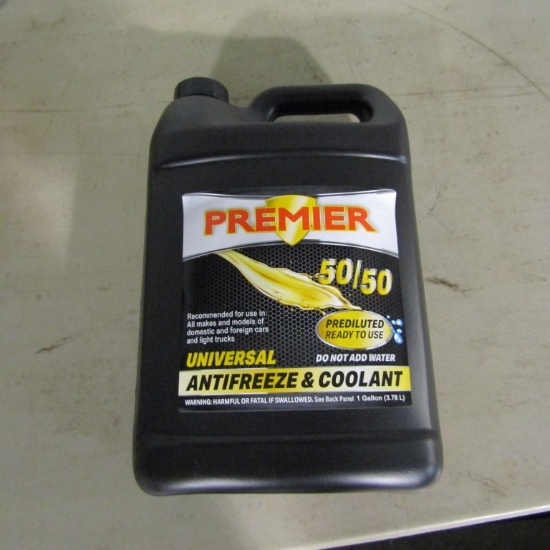 PREMIER
50/50
Recommended for use in:
All makes and models of
domestic and foreign cars
and light trucks
PREDILUTED
READY TO USE
UNIVERSAL
DO NOT ADD WATER
ANTIFREEZE & COOLANT
WARNING: HARMFUL OR FATAL IF SWALLOWED. See Back Panel 1 Gallon (3.78 L)